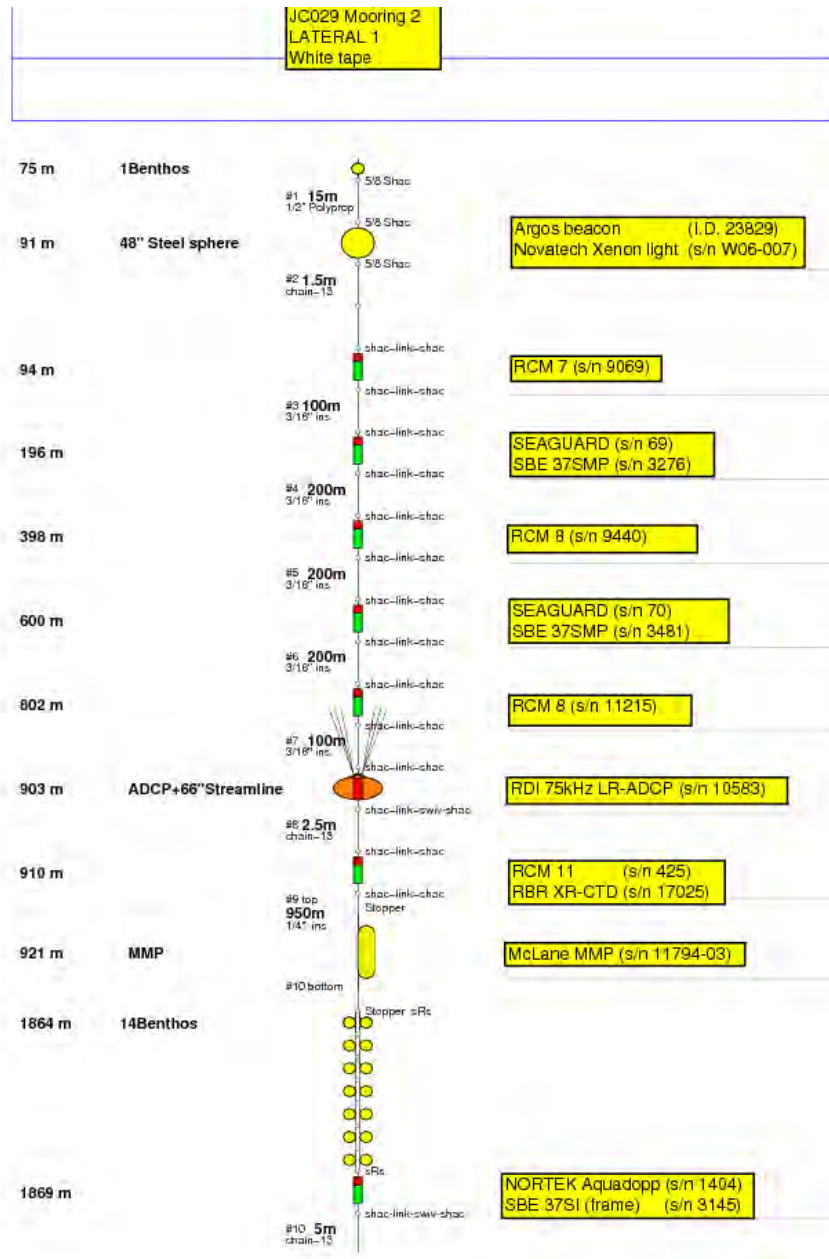 JC029 Mooring 2
LATERAL 1
White tape
75 m 1Benthos
5/8 Shac
#1 15m
1/2" Polyprop
5/8 Shac
91 m 48" Steel sphere
Argos beacon (I.D. 23829)
Novatech Xenon light (s/n W06-007)
5/8 Shac
#2 1.5m
chain-13
shac-link-shac
94 m RCM 7 (s/n 9069)
shac-link-shac
#3 100m
3/16" ins
shac-link-shac
196 m SEAGUARD (s/n 69)
SBE 37SMP (s/n 3276)
shac-link-shac
#4 200m
3/16" ins
shac-link-shac
398 m RCM 8 (s/n 9440)
shac-link-shac
#5 200m
3/16" ins
shac-link-shac
600 m SEAGUARD (s/n 70)
SBE 37SMP (s/n 3481)
shac-link-shac
#6 200m
3/16" ins
shac-link-shac
802 m RCM 8 (s/n 11215)
shac-link-shac
#7 100m
3/16" ins
shac-link-shac
903 m ADCP+66"Streamline RDI 75kHz LR-ADCP (s/n 10583)
shac-link-swiv-shac
#8 2.5m
chain-13
shac-link-shac
910 m RCM 11 (s/n 425)
RBR XR-CTD (s/n 17025)
shac-link-shac
#9 top Stopper
950m
1/4" ins
921 m MMP McLane MMP (s/n 11794-03)
#10 bottom
Stopper sRs
1864 m 14Benthos
sRs
1869 m NORTEK Aquadopp (s/n 1404)
SBE 37SI (frame) (s/n 3145)
shac-link-swiv-shac
#10 5m
chain-13